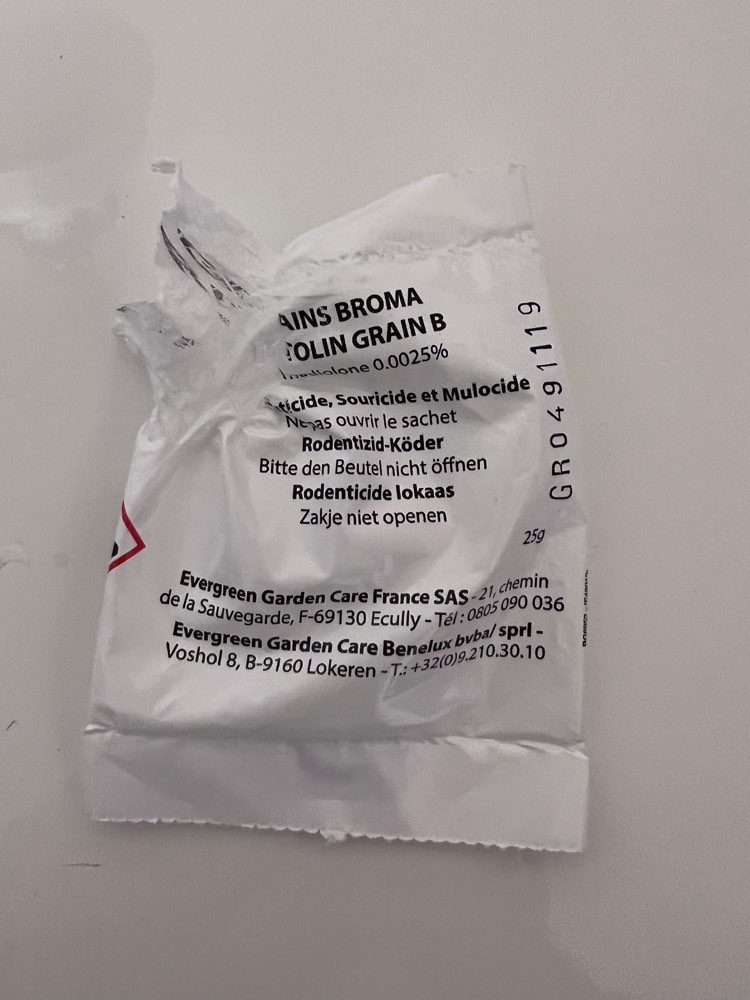 AINS BROMA
OLIN GRAIN B
0.0025%
ticide, Souricide et Mulocide
pas ouvrir le sachet
Rodentizid-Köder
Bitte den Beutel nicht öffnen
Rodenticide lokaas
Zakje niet openen
25g
GR0491119
Evergreen Garden Care France SAS - 21, chemin
de la Sauvegarde, F-69130 Ecully - Tél : 0805 090 036
Evergreen Garden Care Benelux bvba/ sprl -
Voshol 8, B-9160 Lokeren - T.: +32(0)9.210.30.10